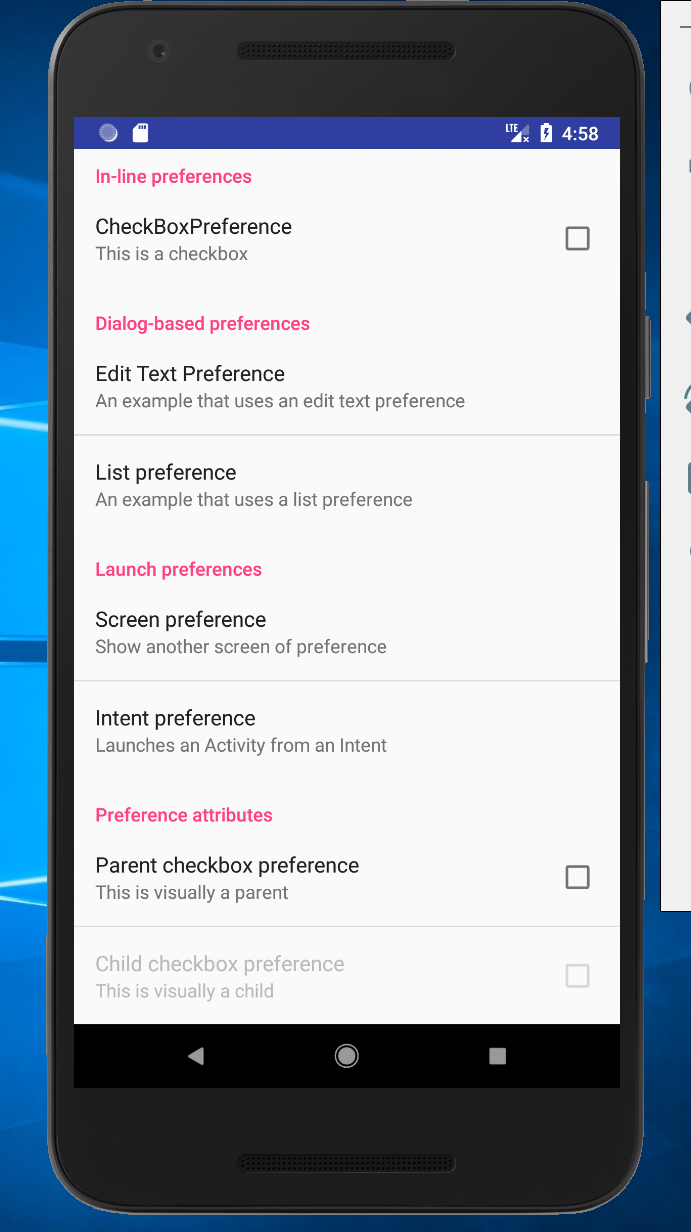 LTE 4:58
In-line preferences
CheckBoxPreference
This is a checkbox
Dialog-based preferences
Edit Text Preference
An example that uses an edit text preference
List preference
An example that uses a list preference
Launch preferences
Screen preference
Show another screen of preference
Intent preference
Launches an Activity from an Intent
Preference attributes
Parent checkbox preference
This is visually a parent
Child checkbox preference
This is visually a child